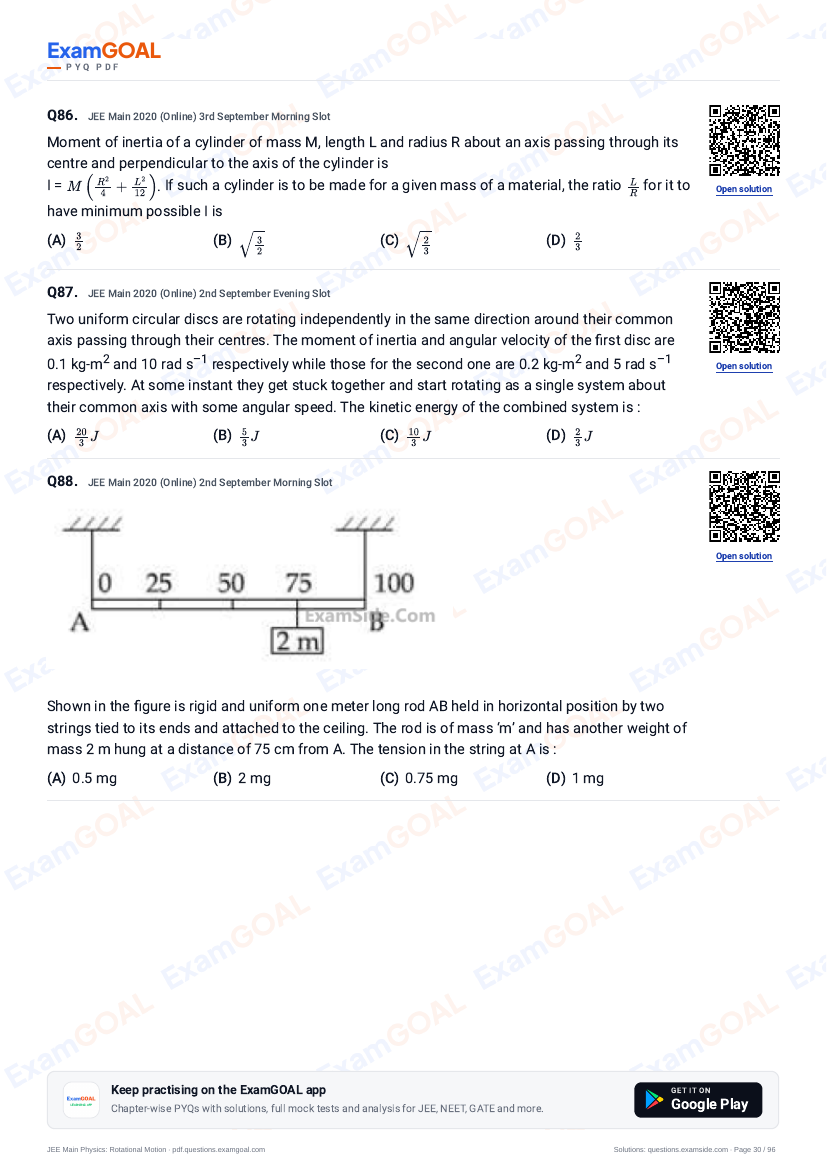 ExamGOAL
PYQ PDF
Q86. JEE Main 2020 (Online) 3rd September Morning Slot
Moment of inertia of a cylinder of mass M, length L and radius R about an axis passing through its
centre and perpendicular to the axis of the cylinder is
I = M (R²/4 + L²/12). If such a cylinder is to be made for a given mass of a material, the ratio L/R for it to
have minimum possible I is
(A) 3/2 (B) √(3/2) (C) √(2/3) (D) 2/3
Open solution
Q87. JEE Main 2020 (Online) 2nd September Evening Slot
Two uniform circular discs are rotating independently in the same direction around their common
axis passing through their centres. The moment of inertia and angular velocity of the first disc are
0.1 kg-m² and 10 rad s⁻¹ respectively while those for the second one are 0.2 kg-m² and 5 rad s⁻¹
respectively. At some instant they get stuck together and start rotating as a single system about
their common axis with some angular speed. The kinetic energy of the combined system is :
(A) 20/3 J (B) 5/3 J (C) 10/3 J (D) 2/3 J
Open solution
Q88. JEE Main 2020 (Online) 2nd September Morning Slot
Open solution
0 25 50 75 100
ExamSide.Com
A B
2 m
Shown in the figure is rigid and uniform one meter long rod AB held in horizontal position by two
strings tied to its ends and attached to the ceiling. The rod is of mass ‘m’ and has another weight of
mass 2 m hung at a distance of 75 cm from A. The tension in the string at A is :
(A) 0.5 mg (B) 2 mg (C) 0.75 mg (D) 1 mg
ExamGOAL
Keep practising on the ExamGOAL app
Chapter-wise PYQs with solutions, full mock tests and analysis for JEE, NEET, GATE and more.
GET IT ON
Google Play
JEE Main Physics: Rotational Motion · pdf.questions.examgoal.com
Solutions: questions.examside.com · Page 30 / 96